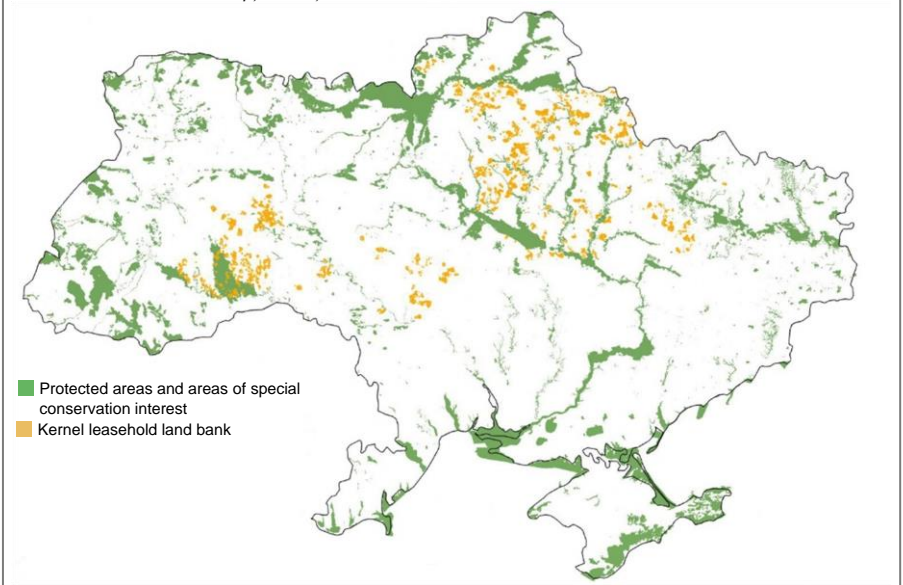 Protected areas and areas of special
conservation interest
Kernel leasehold land bank